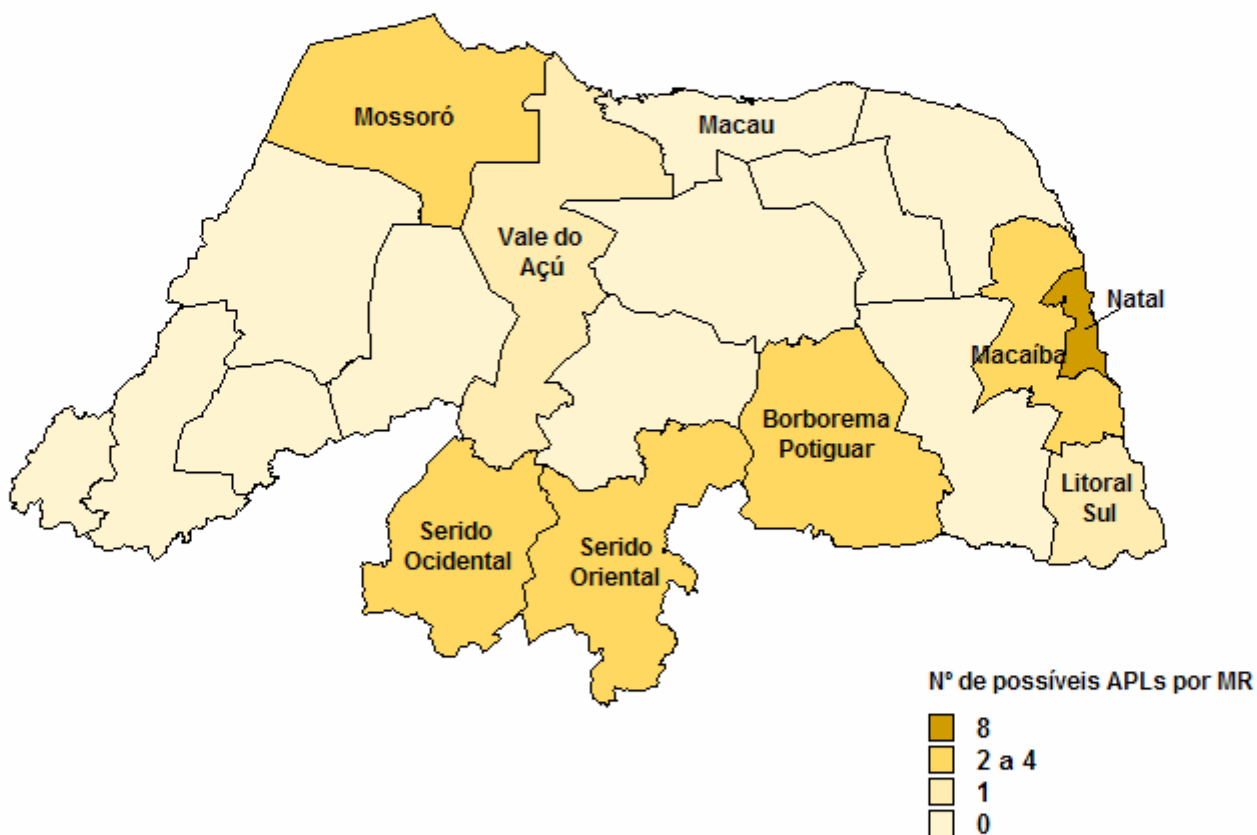 Mossoró
Macau
Vale do
Açú
Natal
Macaíba
Borborema
Potiguar
Litoral
Sul
Serido
Ocidental
Serido
Oriental
N° de possíveis APLs por MR
8
2 a 4
1
0